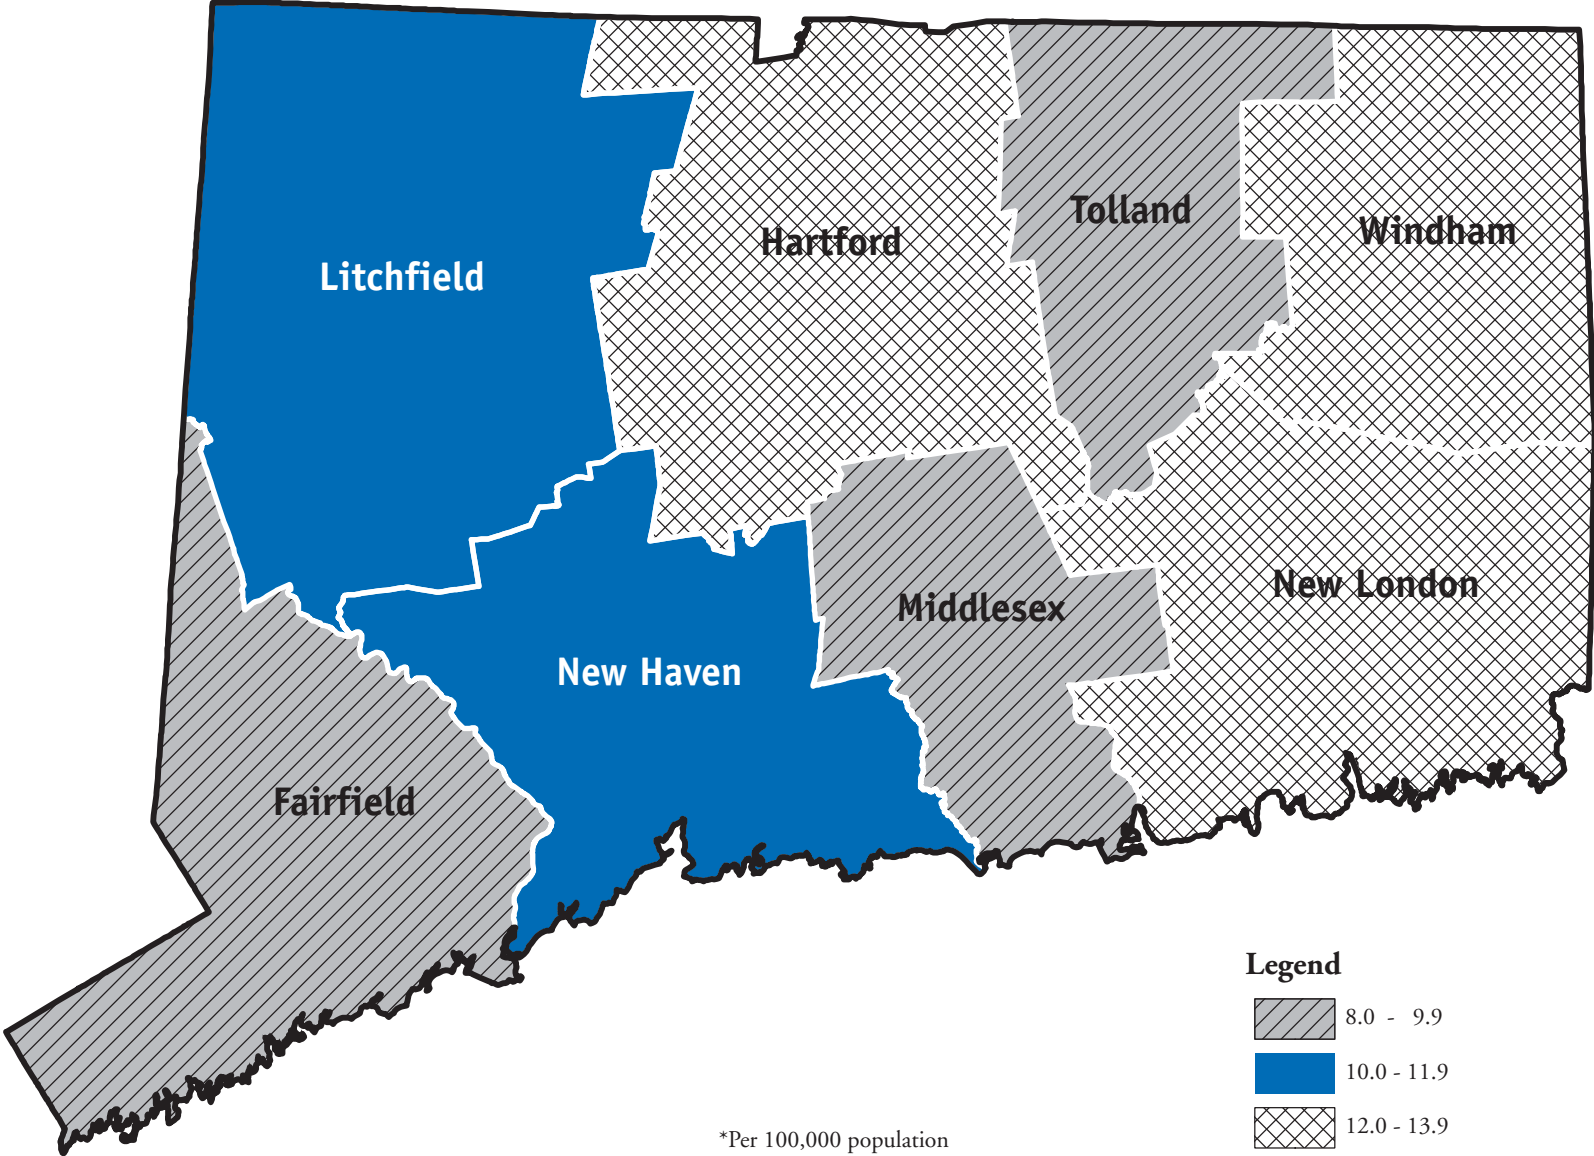 Tolland
Windham
Hartford
Litchfield
New London
Middlesex
New Haven
Fairfield
Legend
8.0 - 9.9
10.0 - 11.9
12.0 - 13.9
*Per 100,000 population